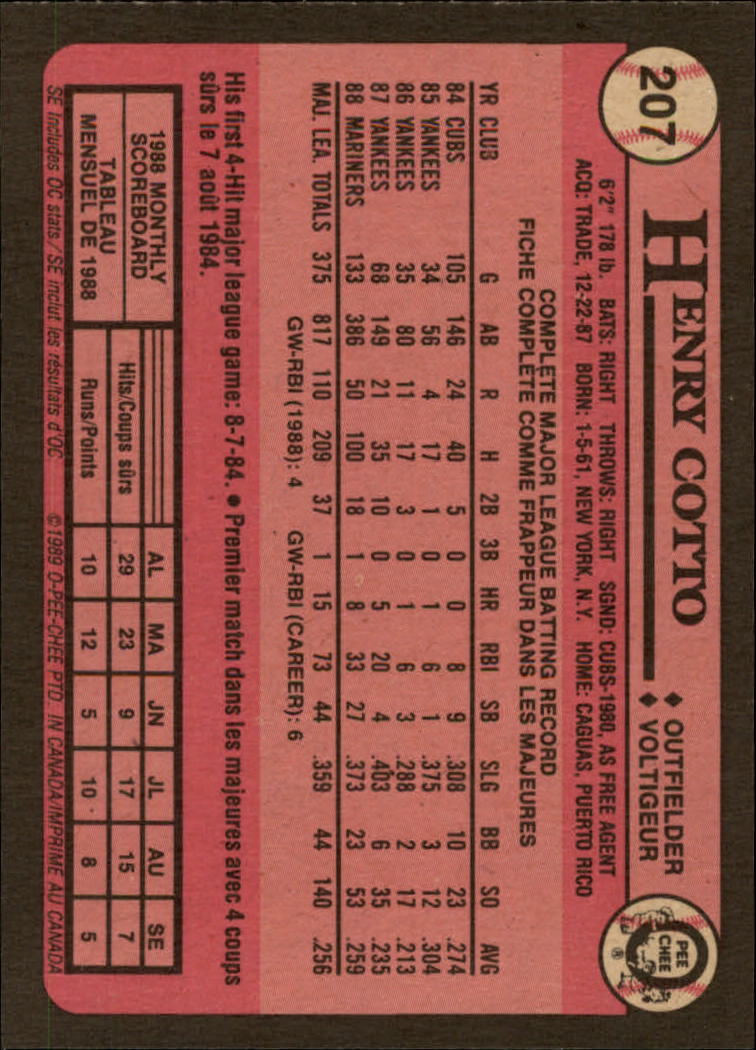 207
HENRY COTTO
♦ OUTFIELDER
♦ VOLTIGEUR
PEE CHEE ®
6'2" 178 lb. BATS: RIGHT THROWS: RIGHT SGND: CUBS-1980, AS FREE AGENT
ACQ: TRADE, 12-22-87 BORN: 1-5-61, NEW YORK, N.Y. HOME: CAGUAS, PUERTO RICO
COMPLETE MAJOR LEAGUE BATTING RECORD
FICHE COMPLETE COMME FRAPPEUR DANS LES MAJEURES
YR CLUB G AB R H 2B 3B HR RBI SB SLG BB SO AVG
84 CUBS 105 146 24 40 5 0 0 8 9 .308 10 23 .274
85 YANKEES 34 56 4 17 1 0 1 6 1 .375 3 12 .304
86 YANKEES 35 80 11 17 3 0 1 6 3 .288 2 17 .213
87 YANKEES 68 149 21 35 10 0 5 20 4 .403 6 35 .235
88 MARINERS 133 386 50 100 18 1 8 33 27 .373 23 53 .259
MAJ. LEA. TOTALS 375 817 110 209 37 1 15 73 44 .359 44 140 .256
GW-RBI (1988): 4 GW-RBI (CAREER): 6
His first 4-Hit major league game: 8-7-84. ● Premier match dans les majeures avec 4 coups
sûrs le 7 août 1984.
1988 MONTHLY
SCOREBOARD
TABLEAU
MENSUEL DE 1988
AL MA JN JL AU SE
Hits/Coups sûrs 29 23 9 17 15 7
Runs/Points 10 12 5 10 8 5
SE Includes OC stats / SE inclut les résultats d'OC. ©1989 O-PEE-CHEE PTD. IN CANADA/IMPRIMÉ AU CANADA